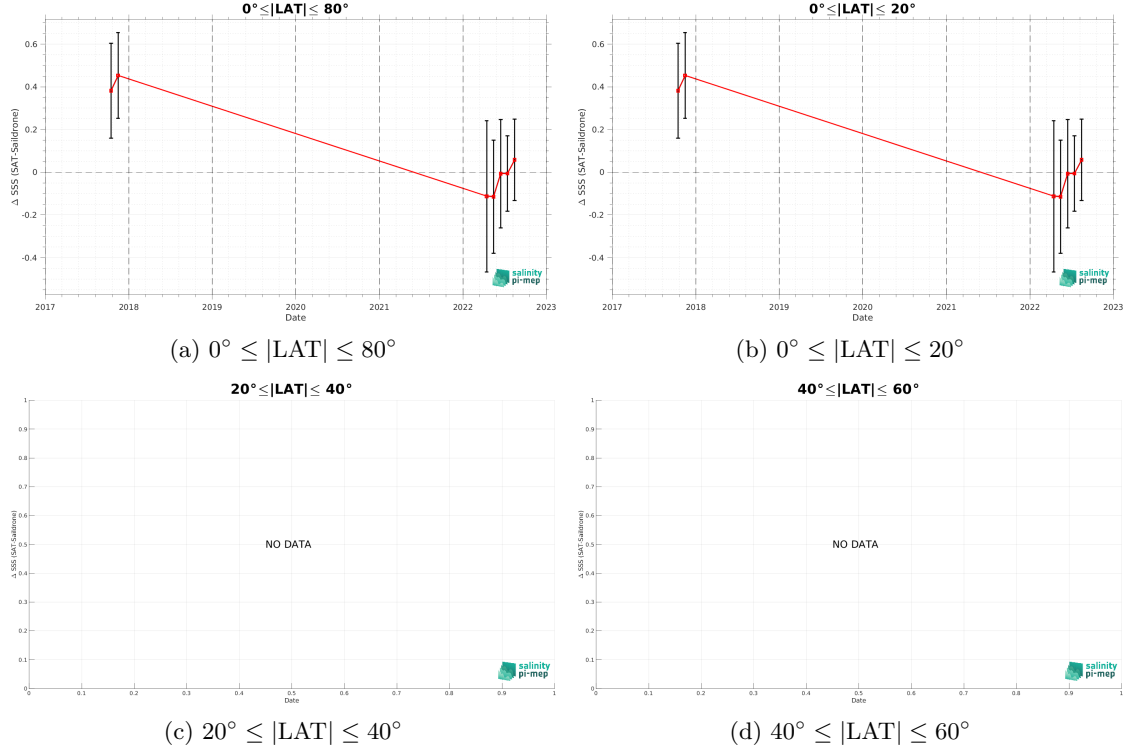 0°≤|LAT|≤ 80°
Δ SSS (SAT-Saildrone)
0.6
0.4
0.2
0
-0.2
-0.4
2017 2018 2019 2020 2021 2022 2023
Date
salinity
pi-mep
(a) 0° ≤ |LAT| ≤ 80°
0°≤|LAT|≤ 20°
Δ SSS (SAT-Saildrone)
0.6
0.4
0.2
0
-0.2
-0.4
2017 2018 2019 2020 2021 2022 2023
Date
salinity
pi-mep
(b) 0° ≤ |LAT| ≤ 20°
20°≤|LAT|≤ 40°
Δ SSS (SAT-Saildrone)
1
0.9
0.8
0.7
0.6
0.5
0.4
0.3
0.2
0.1
0
NO DATA
0 0.1 0.2 0.3 0.4 0.5 0.6 0.7 0.8 0.9 1
Date
salinity
pi-mep
(c) 20° ≤ |LAT| ≤ 40°
40°≤|LAT|≤ 60°
Δ SSS (SAT-Saildrone)
1
0.9
0.8
0.7
0.6
0.5
0.4
0.3
0.2
0.1
0
NO DATA
0 0.1 0.2 0.3 0.4 0.5 0.6 0.7 0.8 0.9 1
Date
salinity
pi-mep
(d) 40° ≤ |LAT| ≤ 60°